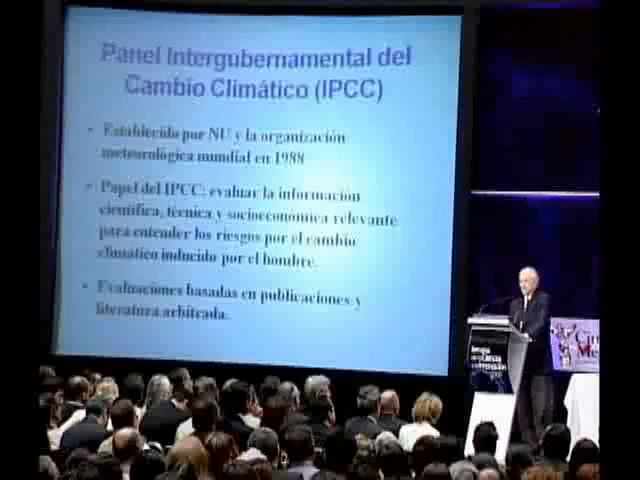 Panel Intergubernamental del
Cambio Climático (IPCC)
• Establecido por NU y la organización
meteorológica mundial en 1988
• Papel del IPCC: evaluar la información
científica, técnica y socioeconómica relevante
para entender los riesgos por el cambio
climático inducido por el hombre.
• Evaluaciones basadas en publicaciones y
literatura arbitrada.